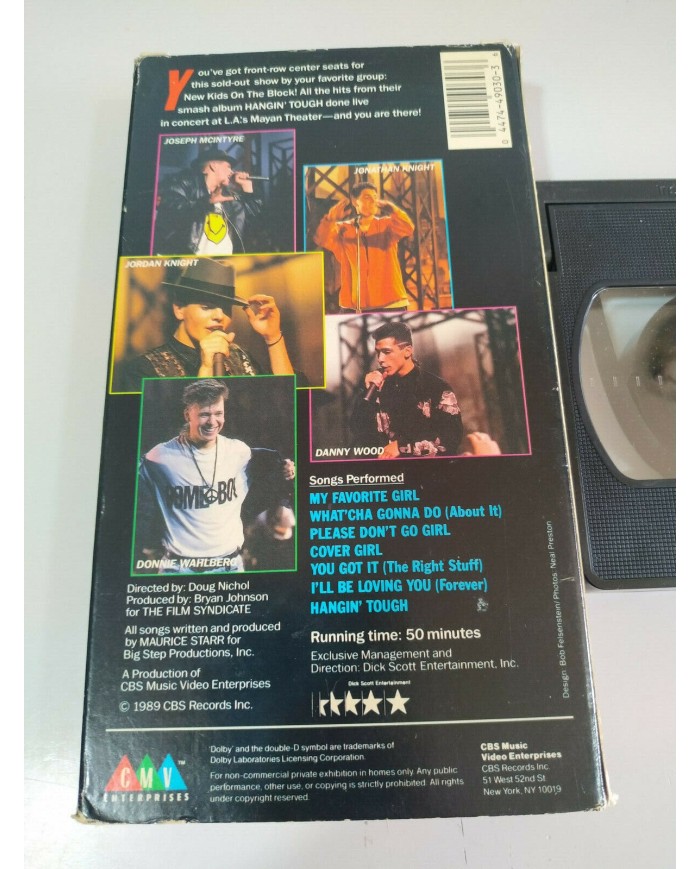 You've got front-row center seats for
this sold-out show by your favorite group:
New Kids On The Block! All the hits from their
smash album HANGIN' TOUGH done live
in concert at L.A.'s Mayan Theater—and you are there!
0 4474-49030-3
JOSEPH MCINTYRE
JONATHAN KNIGHT
JORDAN KNIGHT
DANNY WOOD
HOMEBOY
DONNIE WAHLBERG
Songs Performed
MY FAVORITE GIRL
WHAT'CHA GONNA DO (About It)
PLEASE DON'T GO GIRL
COVER GIRL
YOU GOT IT (The Right Stuff)
I'LL BE LOVING YOU (Forever)
HANGIN' TOUGH
Running time: 50 minutes
Exclusive Management and
Direction: Dick Scott Entertainment, Inc.
Dick Scott Entertainment
Directed by: Doug Nichol
Produced by: Bryan Johnson
for THE FILM SYNDICATE
All songs written and produced
by MAURICE STARR for
Big Step Productions, Inc.
A Production of
CBS Music Video Enterprises
© 1989 CBS Records Inc.
Design: Bob Felsenstein/Photos: Neal Preston
CMV™
ENTERPRISES
'Dolby' and the double-D symbol are trademarks of
Dolby Laboratories Licensing Corporation.
For non-commercial private exhibition in homes only. Any public
performance, other use, or copying is strictly prohibited. All rights
under copyright reserved.
CBS Music
Video Enterprises
CBS Records Inc.
51 West 52nd St.
New York, NY 10019